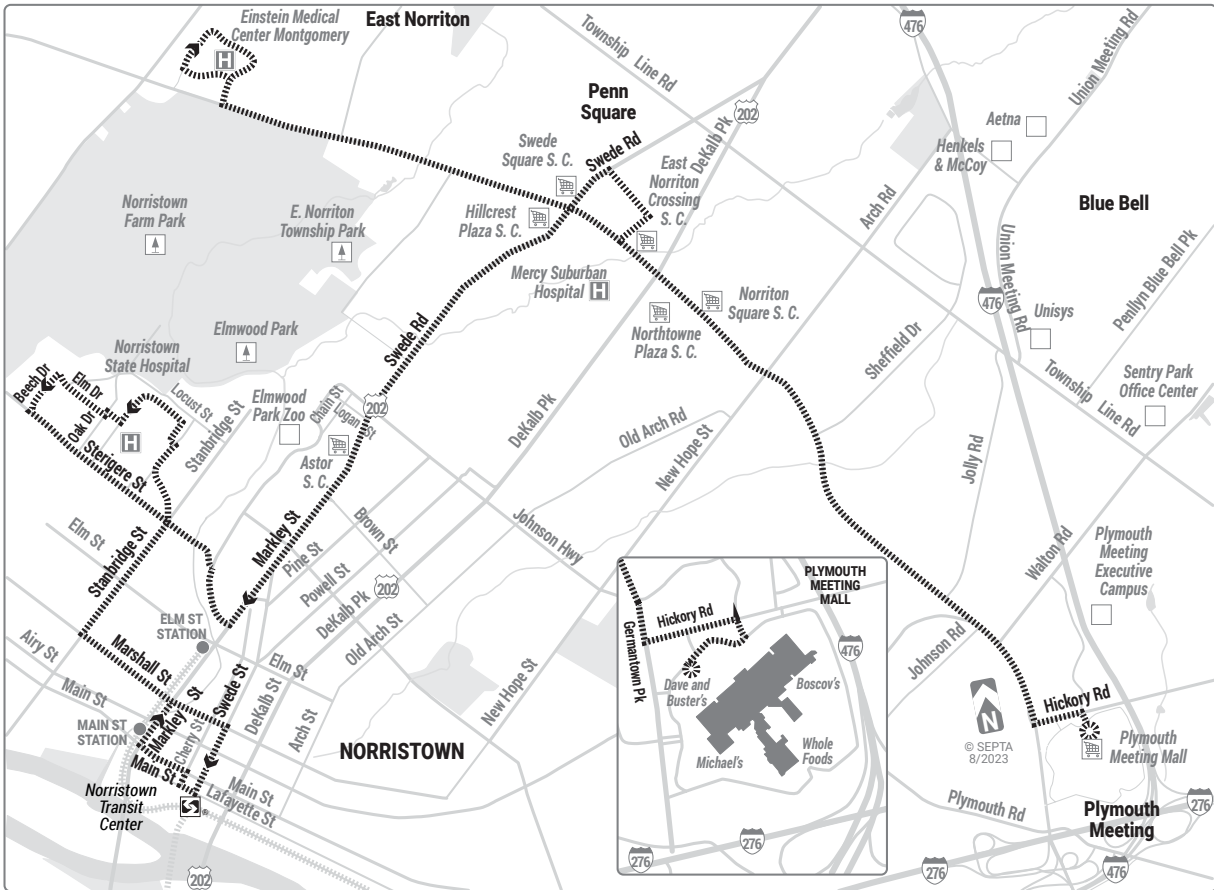 Einstein Medical
Center Montgomery
H
East Norriton
Township Line Rd
476
Union Meeting Rd
Penn
Square
202
DeKalb Pk
Aetna
Henkels
& McCoy
Swede
Square S. C.
Swede Rd
East
Norriton
Crossing
S. C.
Arch Rd
Blue Bell
Norristown
Farm Park
E. Norriton
Township Park
Hillcrest
Plaza S. C.
Union Meeting Rd
Penllyn Blue Bell Pk
Mercy Suburban
Hospital
H
Norriton
Square S. C.
476
Unisys
Elmwood Park
Swede Rd
Northtowne
Plaza S. C.
Sheffield Dr
Norristown
State Hospital
Township Line Rd
Sentry Park
Office Center
Beech Dr
Elm Dr
Locust St
Oak Dr
H
Stanbridge St
Elmwood
Park Zoo
Chain St
Logan St
202
DeKalb Pk
Old Arch Rd
New Hope St
Sterigere St
Astor
S. C.
Jolly Rd
Elm St
Stanbridge St
Markley St
Brown St
Johnson Hwy
Pine St
Powell St
DeKalb Pk
202
Walton Rd
Plymouth
Meeting
Executive
Campus
PLYMOUTH
MEETING
MALL
Hickory Rd
Germantown Pk
476
Dave and
Buster's
Boscov's
Michael's
Whole
Foods
276
276
ELM ST
STATION
Airy St
Marshall St
Elm St
Old Arch St
Johnson Rd
Main St
Swede St
DeKalb St
New Hope St
Hickory Rd
MAIN ST
STATION
Markley St
Cherry St
Arch St
NORRISTOWN
N
© SEPTA
8/2023
Plymouth
Meeting Mall
Main St
Main St
Lafayette St
Norristown
Transit
Center
S
Plymouth Rd
Plymouth
Meeting
276
202
276
476